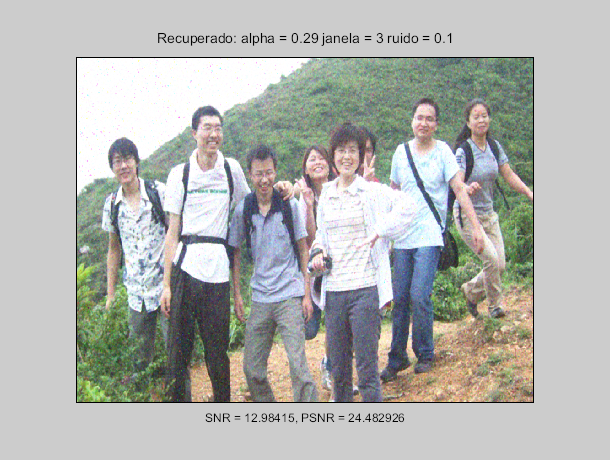 Recuperado: alpha = 0.29 janela = 3 ruido = 0.1
SNR = 12.98415, PSNR = 24.482926